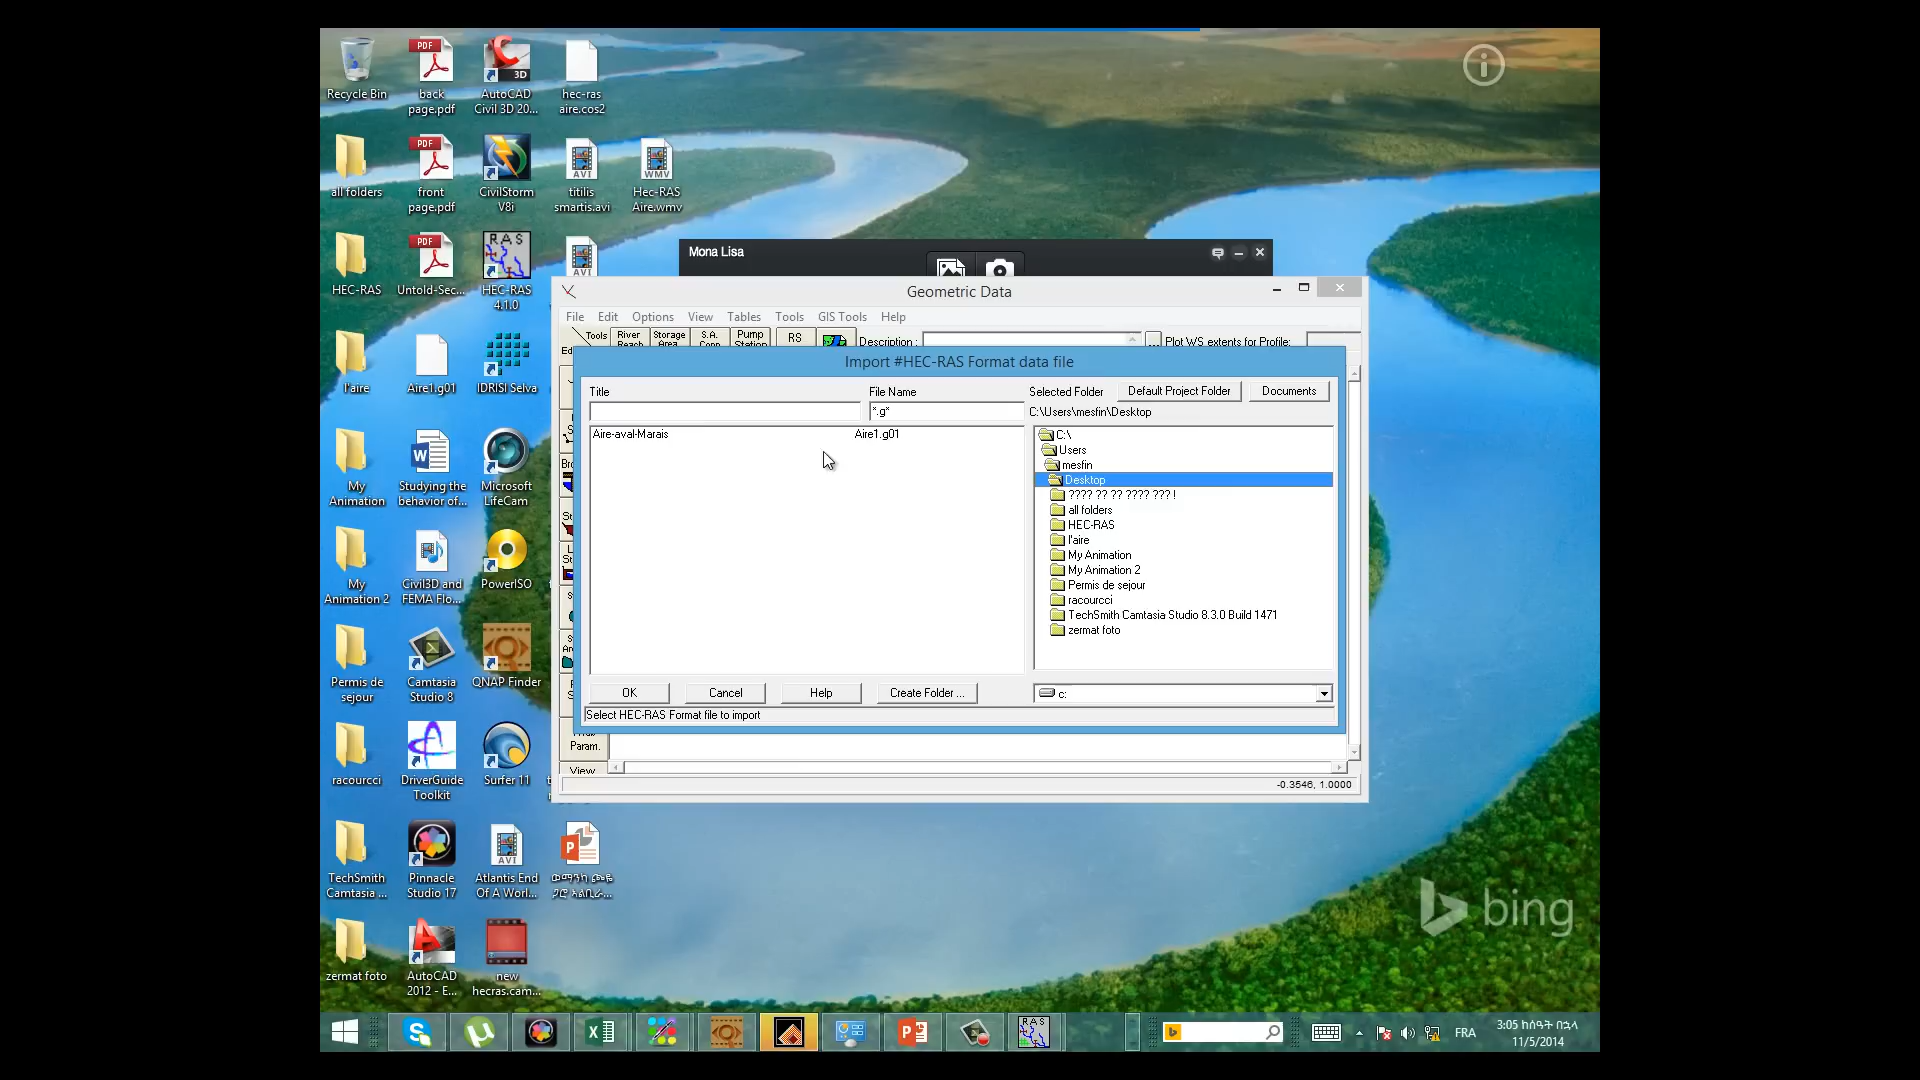 Recycle Bin
back
page.pdf
AutoCAD
Civil 3D 20...
hec-ras
aire.cos2
all folders
front
page.pdf
CivilStorm
V8i
titilis
smartis.avi
Hec-RAS
Aire.wmv
HEC-RAS
Untold-Sec...
HEC-RAS
4.1.0
l'aire
Aire1.g01
IDRISI Selva
My
Animation
Studying the
behavior of...
Microsoft
LifeCam
My
Animation 2
Civil3D and
FEMA Flo...
PowerISO
Permis de
sejour
Camtasia
Studio 8
QNAP Finder
racourcci
DriverGuide
Toolkit
Surfer 11
TechSmith
Camtasia ...
Pinnacle
Studio 17
Atlantis End
Of A Worl...
zermat foto
AutoCAD
2012 - E...
new
hecras.cam...
Mona Lisa
Geometric Data
File Edit Options View Tables Tools GIS Tools Help
Tools River Reach Storage Area S.A. Conn Pump Station RS
Description : ... Plot WS extents for Profile:
Import #HEC-RAS Format data file
Title File Name Selected Folder Default Project Folder Documents
*.g* C:\Users\mesfin\Desktop
Aire-aval-Marais Aire1.g01
C:\
Users
mesfin
Desktop
???? ?? ?? ???? ??? !
all folders
HEC-RAS
l'aire
My Animation
My Animation 2
Permis de sejour
racourcci
TechSmith Camtasia Studio 8.3.0 Build 1471
zermat foto
OK Cancel Help Create Folder ... c:
Select HEC-RAS Format file to import
Param.
View
-0.3546, 1.0000
bing
FRA
3:05 ከሰዓት በኋላ
11/5/2014